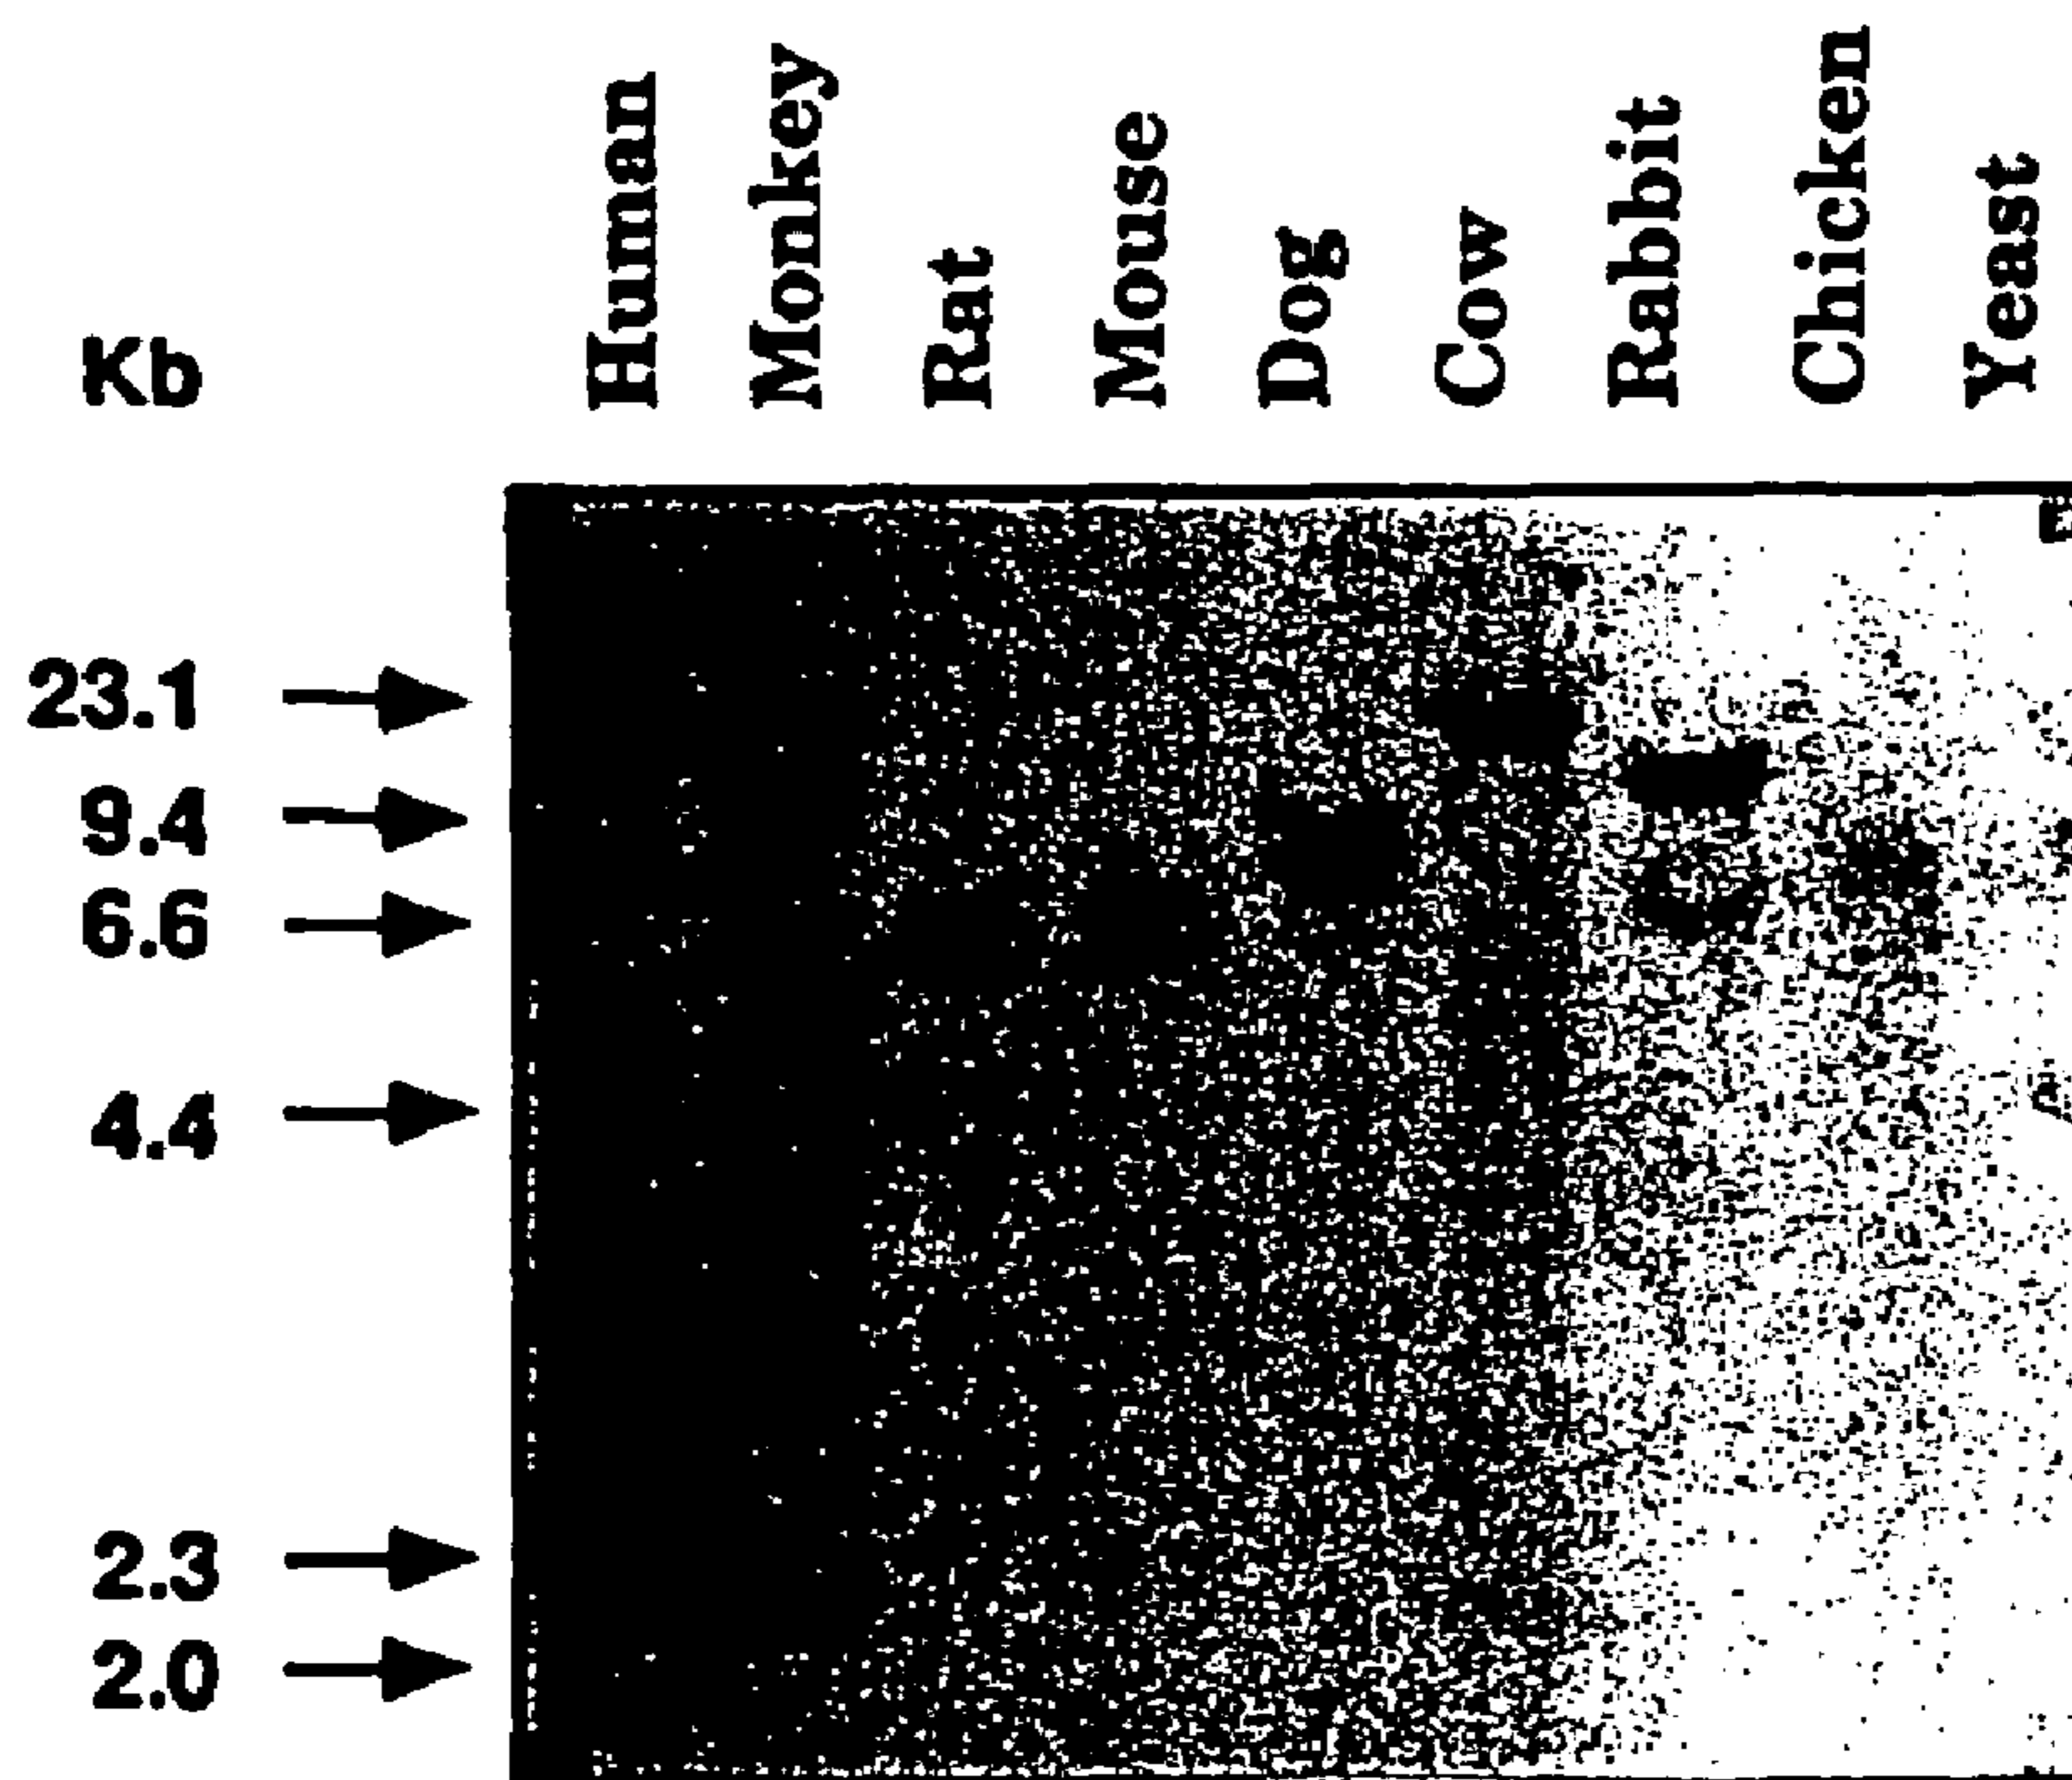 Kb
Human
Monkey
Rat
Mouse
Dog
Cow
Rabbit
Chicken
Yeast
23.1
9.4
6.6
4.4
2.3
2.0